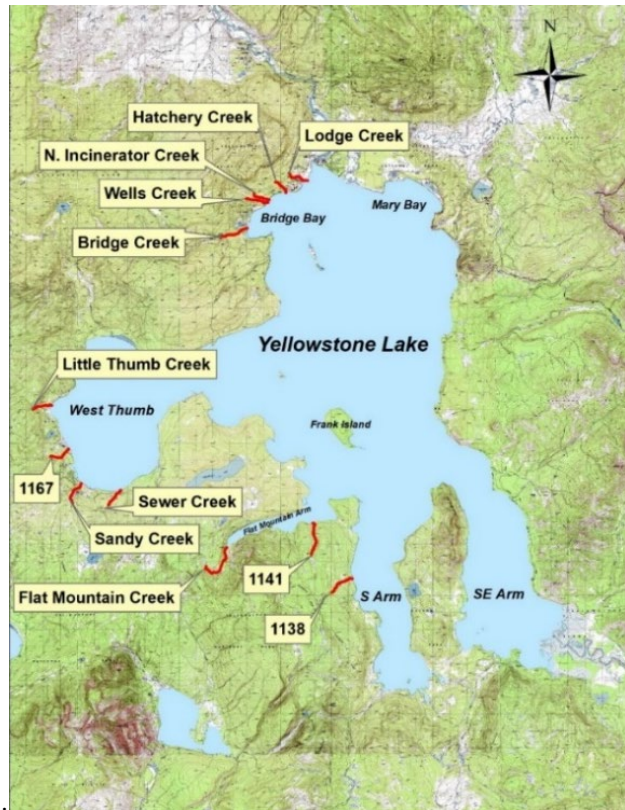 N
Hatchery Creek
Lodge Creek
N. Incinerator Creek
Wells Creek
Mary Bay
Bridge Bay
Bridge Creek
Yellowstone Lake
Little Thumb Creek
West Thumb
Frank Island
1167
Sewer Creek
Flat Mountain Arm
Sandy Creek
1141
Flat Mountain Creek
S Arm
SE Arm
1138
.